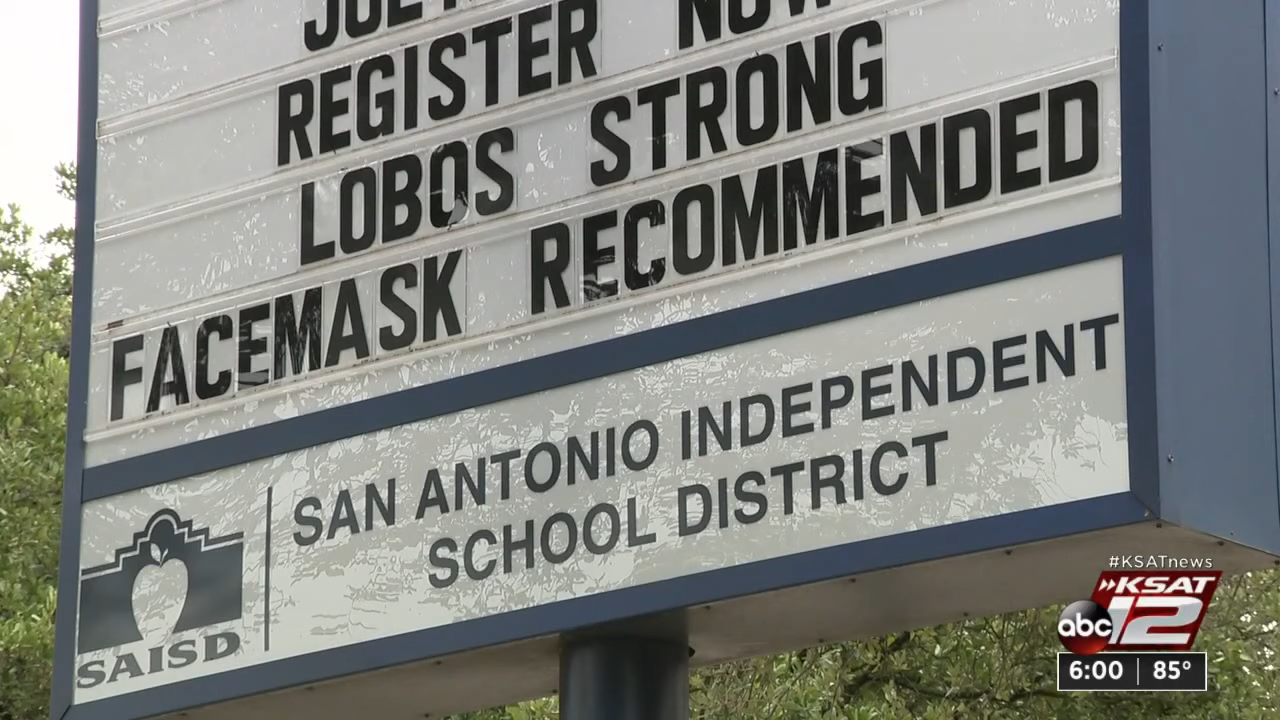 REGISTER NOW
LOBOS STRONG
FACEMASK RECOMMENDED
SAN ANTONIO INDEPENDENT
SCHOOL DISTRICT
SAISD
#KSATnews
KSAT
abc 12
6:00 85°